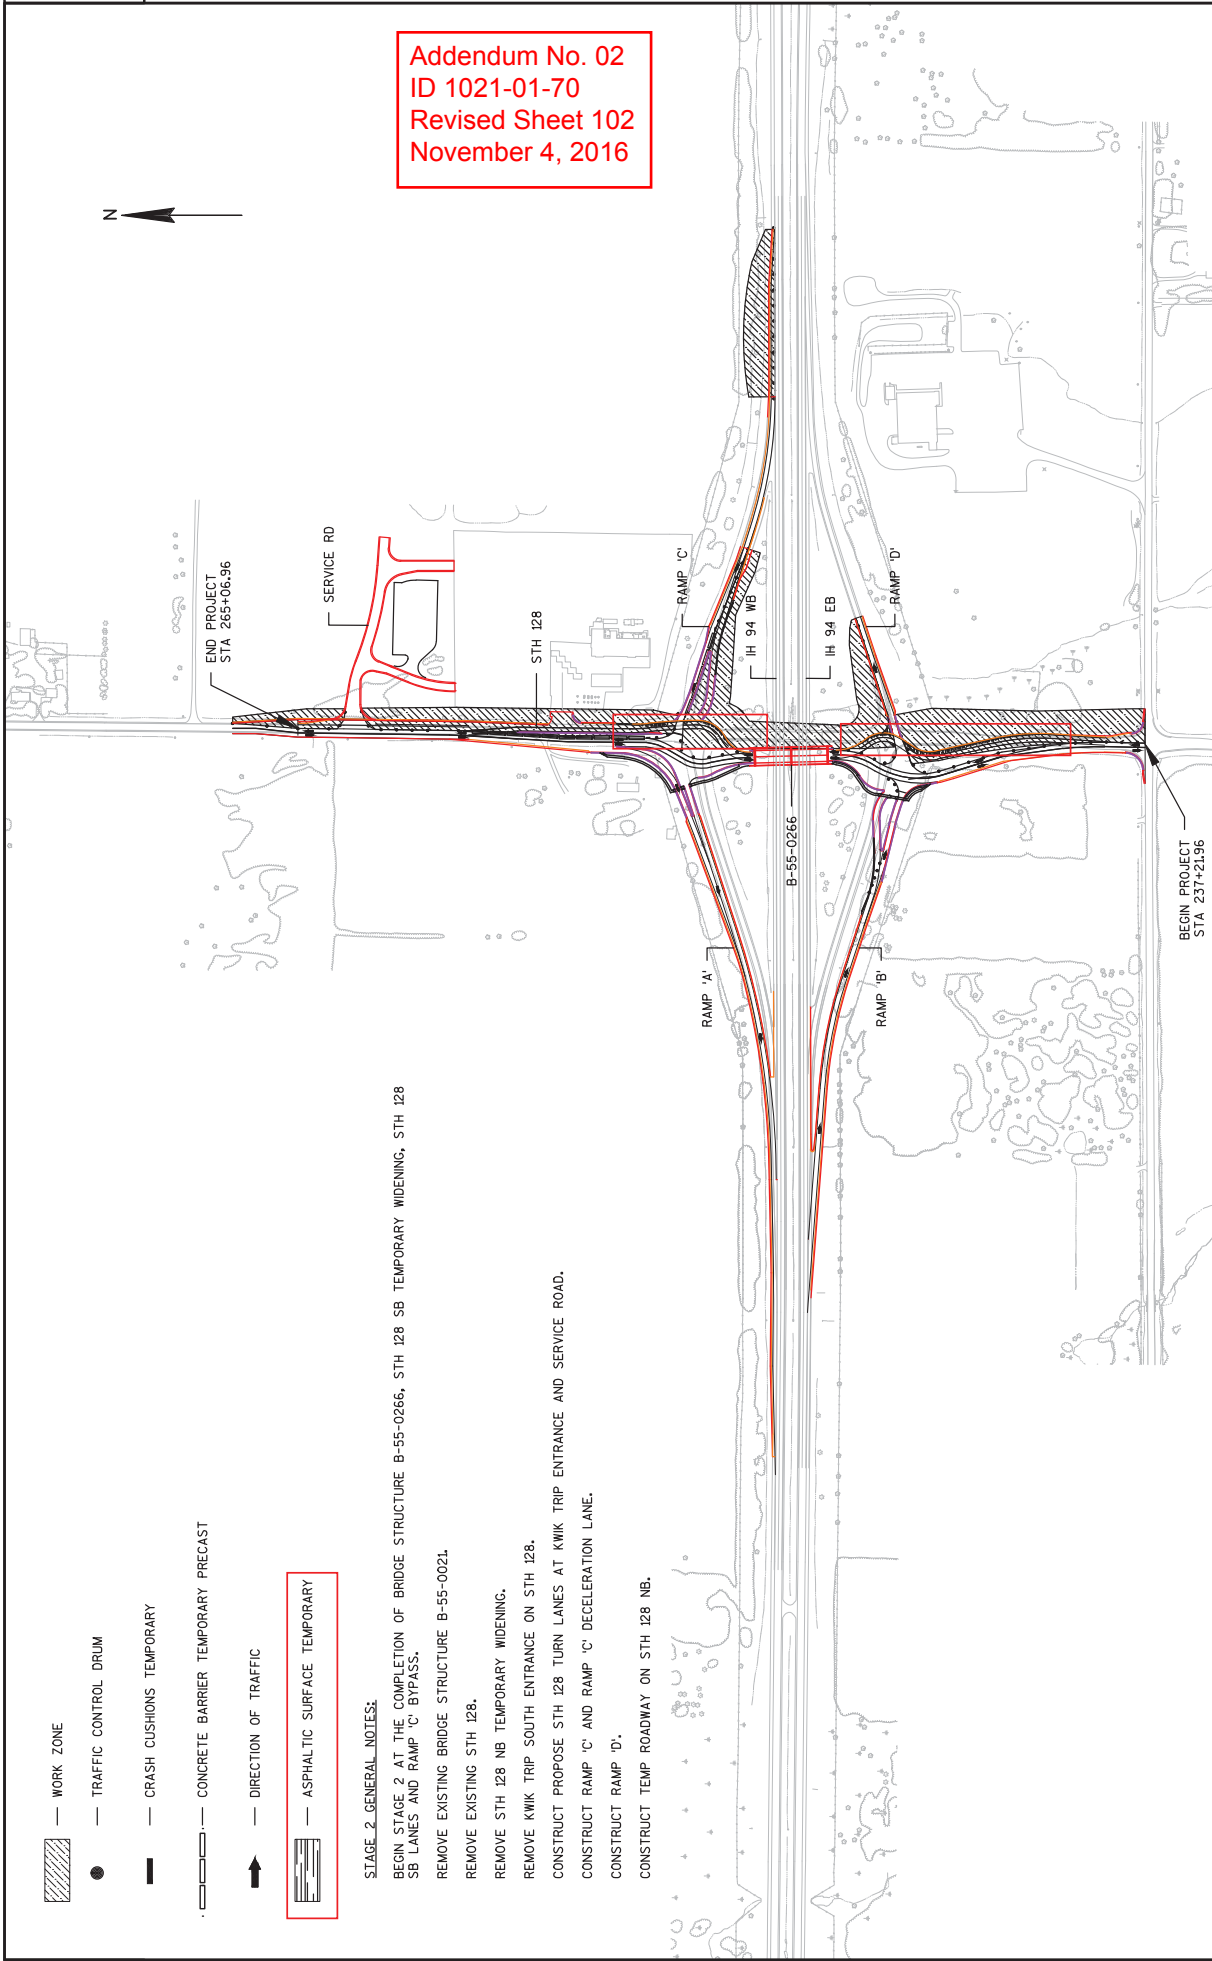 Addendum No. 02
ID 1021-01-70
Revised Sheet 102
November 4, 2016
N
WORK ZONE
TRAFFIC CONTROL DRUM
CRASH CUSHIONS TEMPORARY
CONCRETE BARRIER TEMPORARY PRECAST
DIRECTION OF TRAFFIC
ASPHALTIC SURFACE TEMPORARY
STAGE 2 GENERAL NOTES:
BEGIN STAGE 2 AT THE COMPLETION OF BRIDGE STRUCTURE B-55-0266, STH 128 SB TEMPORARY WIDENING, STH 128
SB LANES AND RAMP 'C' BYPASS.
REMOVE EXISTING BRIDGE STRUCTURE B-55-0021.
REMOVE EXISTING STH 128.
REMOVE STH 128 NB TEMPORARY WIDENING.
REMOVE KWIK TRIP SOUTH ENTRANCE ON STH 128.
CONSTRUCT PROPOSE STH 128 TURN LANES AT KWIK TRIP ENTRANCE AND SERVICE ROAD.
CONSTRUCT RAMP 'C' AND RAMP 'C' DECELERATION LANE.
CONSTRUCT RAMP 'D'.
CONSTRUCT TEMP ROADWAY ON STH 128 NB.
END PROJECT
STA 265+06.96
SERVICE RD
STH 128
RAMP 'C'
IH 94 WB
IH 94 EB
RAMP 'D'
B-55-0266
RAMP 'A'
RAMP 'B'
BEGIN PROJECT
STA 237+21.96